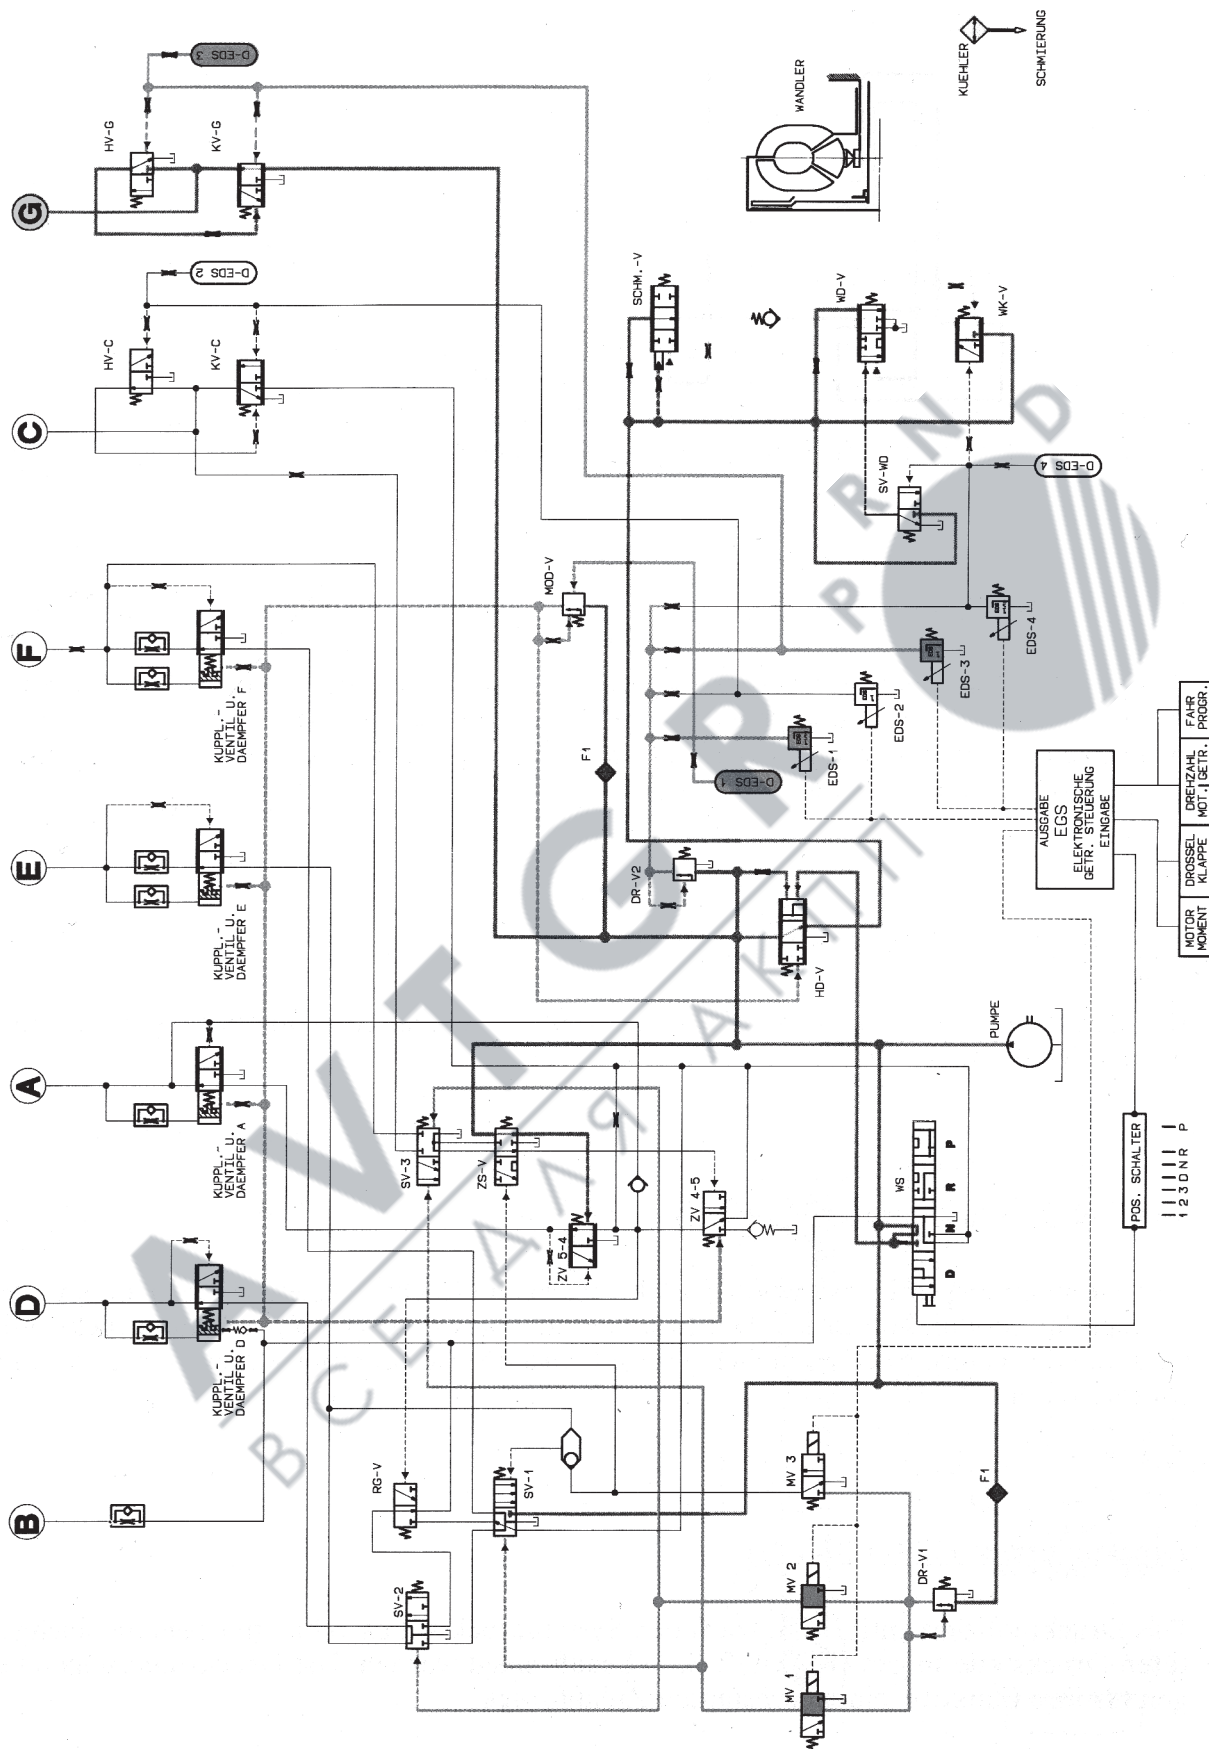 B
D
A
E
F
C
G
KUPPL.-
VENTIL U.
DAEMPFER D
KUPPL.-
VENTIL U.
DAEMPFER A
KUPPL.-
VENTIL U.
DAEMPFER E
KUPPL.-
VENTIL U.
DAEMPFER F
HV-C
KV-C
D-EDS 2
HV-G
KV-G
D-EDS 3
RG-V
SV-2
SV-1
SV-3
ZS-V
ZV 5-4
ZV 4-5
MOD-V
F1
DR-V2
HD-V
D-EDS 1
EDS-1
EDS-2
EDS-3
EDS-4
SCHM.-V
WD-V
SV-WD
WK-V
D-EDS 4
WANDLER
KUEHLER
SCHMIERUNG
MV 1
MV 2
MV 3
DR-V1
F1
WS
D N R P
PUMPE
POS. SCHALTER
1 2 3 D N R P
AUSGABE
EGS
ELEKTRONISCHE
GETR. STEUERUNG
EINGABE
MOTOR
MOMENT
DROSSEL
KLAPPE
DREHZAHL
MOT. GETR.
FAHR
PROGR.
AVTGR
ВСЕ ДЛЯ АКПП
P R N D